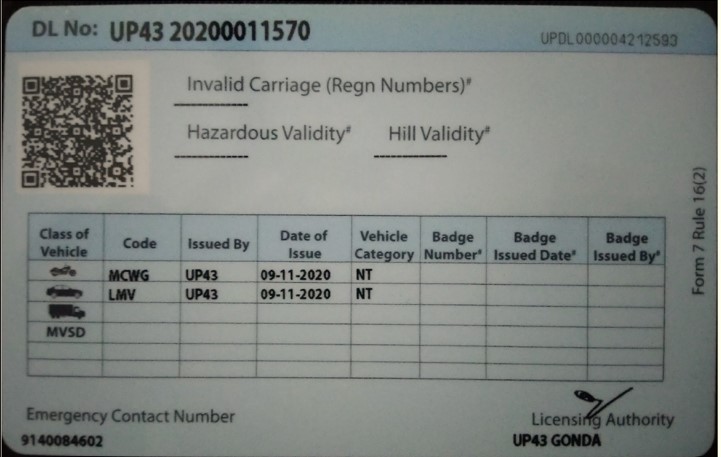 DL No: UP43 20200011570
UPDL000004212593
Invalid Carriage (Regn Numbers)#
Hazardous Validity# Hill Validity#
Form 7 Rule 16(2)
Class of Vehicle Code Issued By Date of Issue Vehicle Category Badge Number# Badge Issued Date# Badge Issued By#
MCWG UP43 09-11-2020 NT
LMV UP43 09-11-2020 NT
MVSD
Emergency Contact Number
9140084602
Licensing Authority
UP43 GONDA